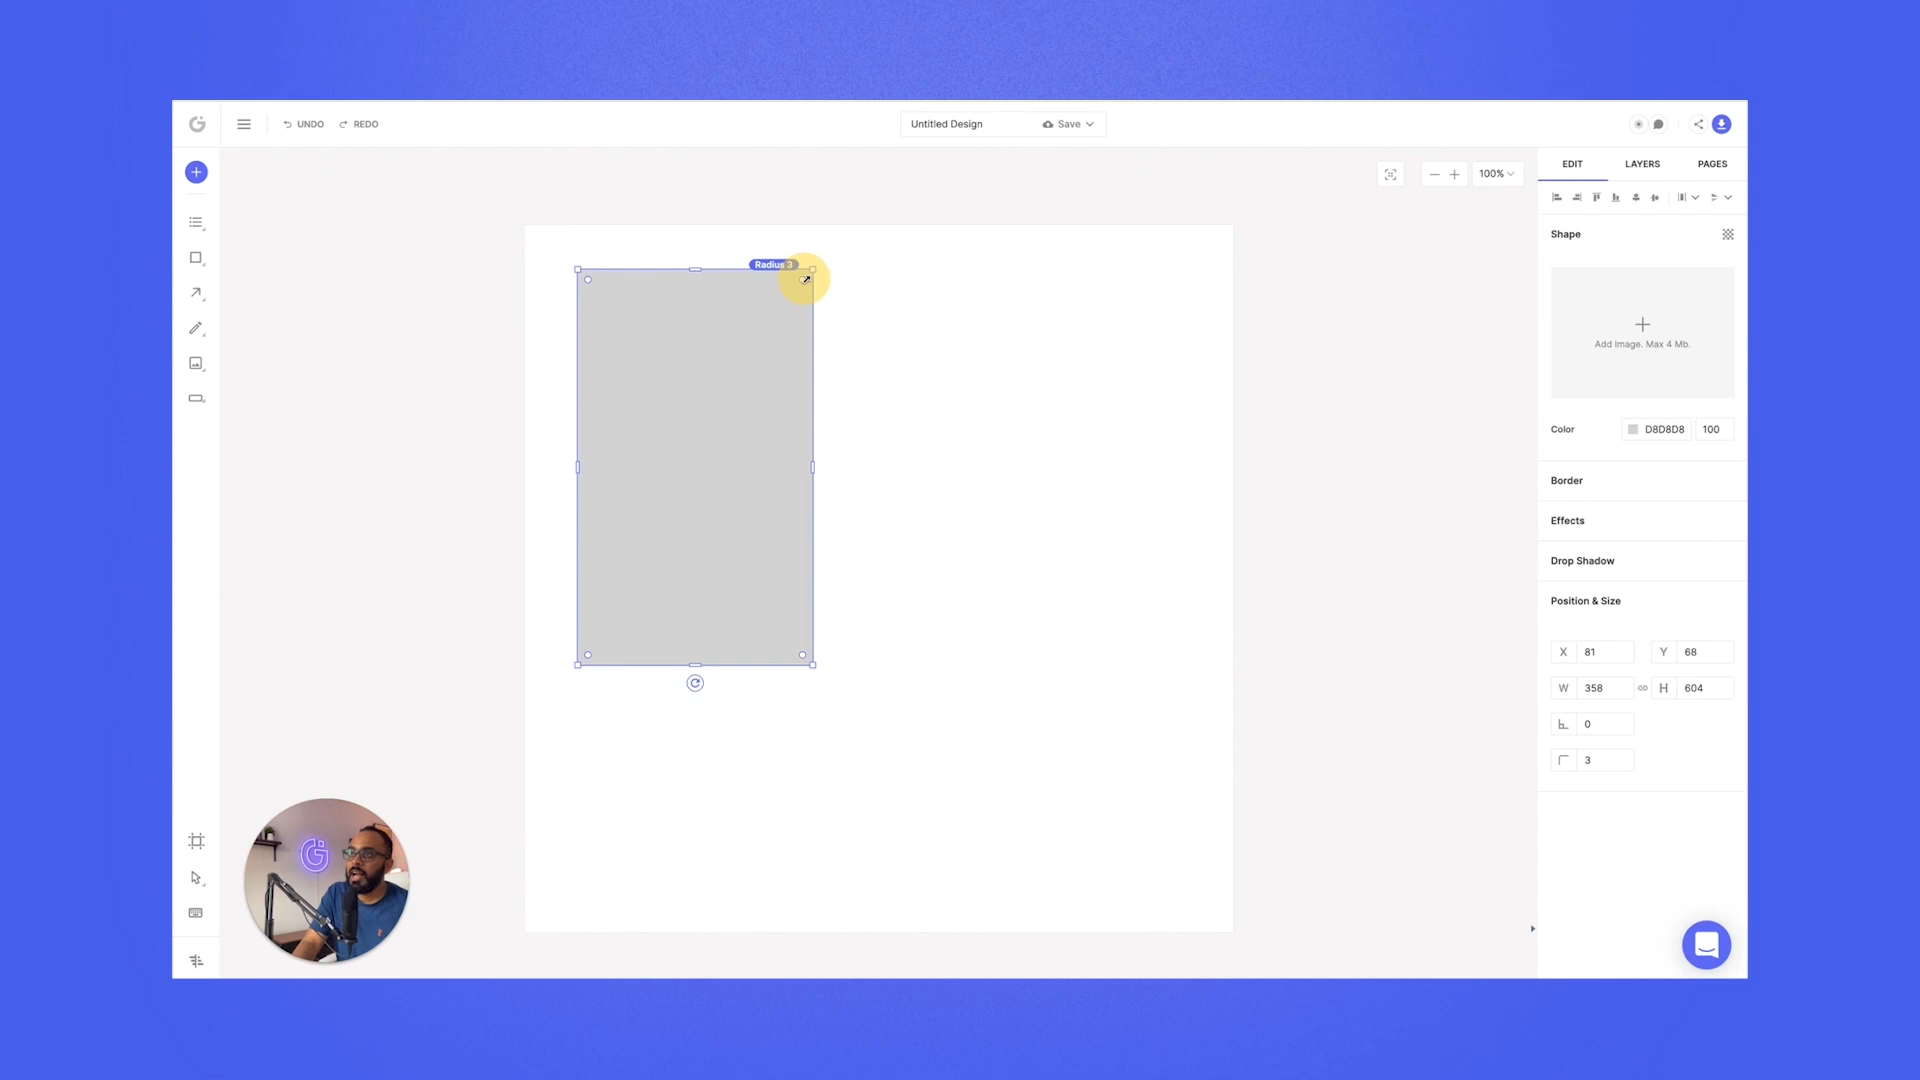 UNDO
REDO
Untitled Design
Save
100%
EDIT
LAYERS
PAGES
Shape
Radius 3
Add Image. Max 4 Mb.
Color
D8D8D8
100
Border
Effects
Drop Shadow
Position & Size
X 81
Y 68
W 358
H 604
0
3